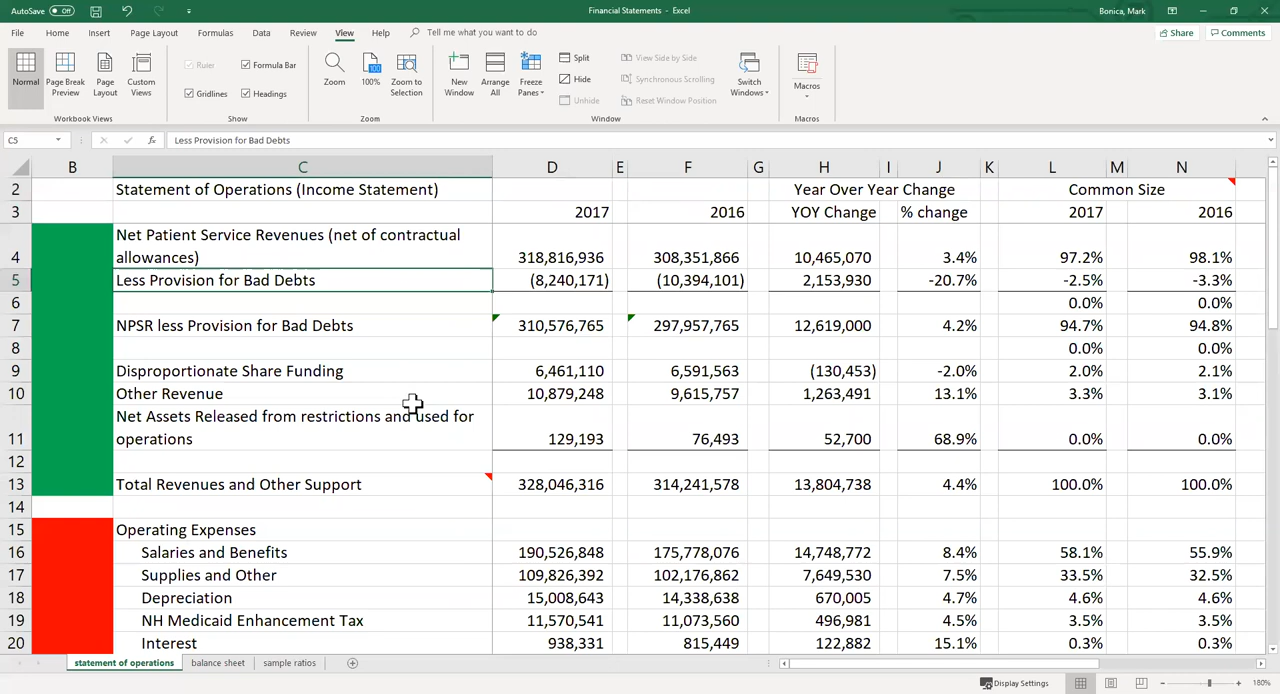 AutoSave Off Financial Statements - Excel Bonica, Mark
File Home Insert Page Layout Formulas Data Review View Help Tell me what you want to do Share Comments
Normal Page Break Preview Page Layout Custom Views Ruler Formula Bar Gridlines Headings Zoom 100% Zoom to Selection New Window Arrange All Freeze Panes Split Hide Unhide View Side by Side Synchronous Scrolling Reset Window Position Switch Windows Macros
Workbook Views Show Zoom Window Macros
C5 fx Less Provision for Bad Debts
B C D E F G H I J K L M N
2 Statement of Operations (Income Statement) Year Over Year Change Common Size
3 2017 2016 YOY Change % change 2017 2016
Net Patient Service Revenues (net of contractual
4 allowances) 318,816,936 308,351,866 10,465,070 3.4% 97.2% 98.1%
5 Less Provision for Bad Debts (8,240,171) (10,394,101) 2,153,930 -20.7% -2.5% -3.3%
6 0.0% 0.0%
7 NPSR less Provision for Bad Debts 310,576,765 297,957,765 12,619,000 4.2% 94.7% 94.8%
8 0.0% 0.0%
9 Disproportionate Share Funding 6,461,110 6,591,563 (130,453) -2.0% 2.0% 2.1%
10 Other Revenue 10,879,248 9,615,757 1,263,491 13.1% 3.3% 3.1%
Net Assets Released from restrictions and used for
11 operations 129,193 76,493 52,700 68.9% 0.0% 0.0%
12
13 Total Revenues and Other Support 328,046,316 314,241,578 13,804,738 4.4% 100.0% 100.0%
14
15 Operating Expenses
16 Salaries and Benefits 190,526,848 175,778,076 14,748,772 8.4% 58.1% 55.9%
17 Supplies and Other 109,826,392 102,176,862 7,649,530 7.5% 33.5% 32.5%
18 Depreciation 15,008,643 14,338,638 670,005 4.7% 4.6% 4.6%
19 NH Medicaid Enhancement Tax 11,570,541 11,073,560 496,981 4.5% 3.5% 3.5%
20 Interest 938,331 815,449 122,882 15.1% 0.3% 0.3%
statement of operations balance sheet sample ratios
Display Settings 180%